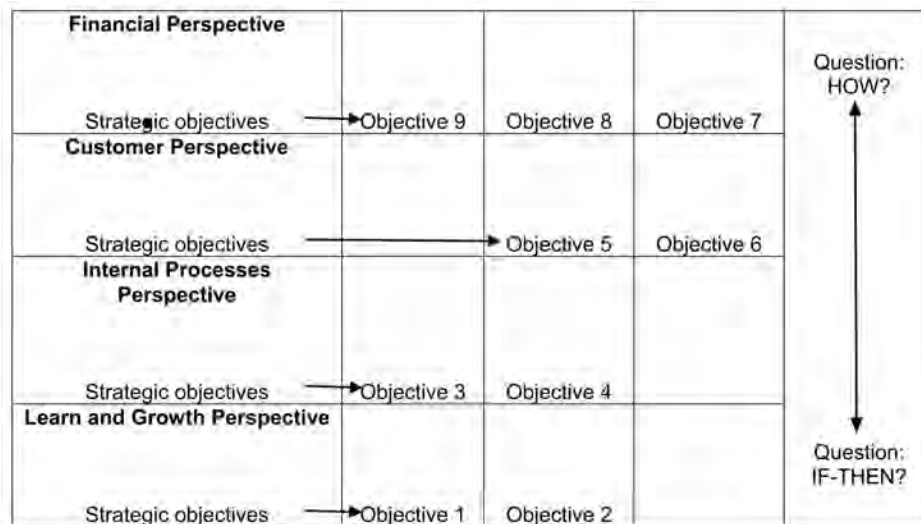 Financial Perspective
Question:
HOW?
Strategic objectives Objective 9 Objective 8 Objective 7
Customer Perspective
Strategic objectives Objective 5 Objective 6
Internal Processes
Perspective
Strategic objectives Objective 3 Objective 4
Learn and Growth Perspective
Question:
IF-THEN?
Strategic objectives Objective 1 Objective 2